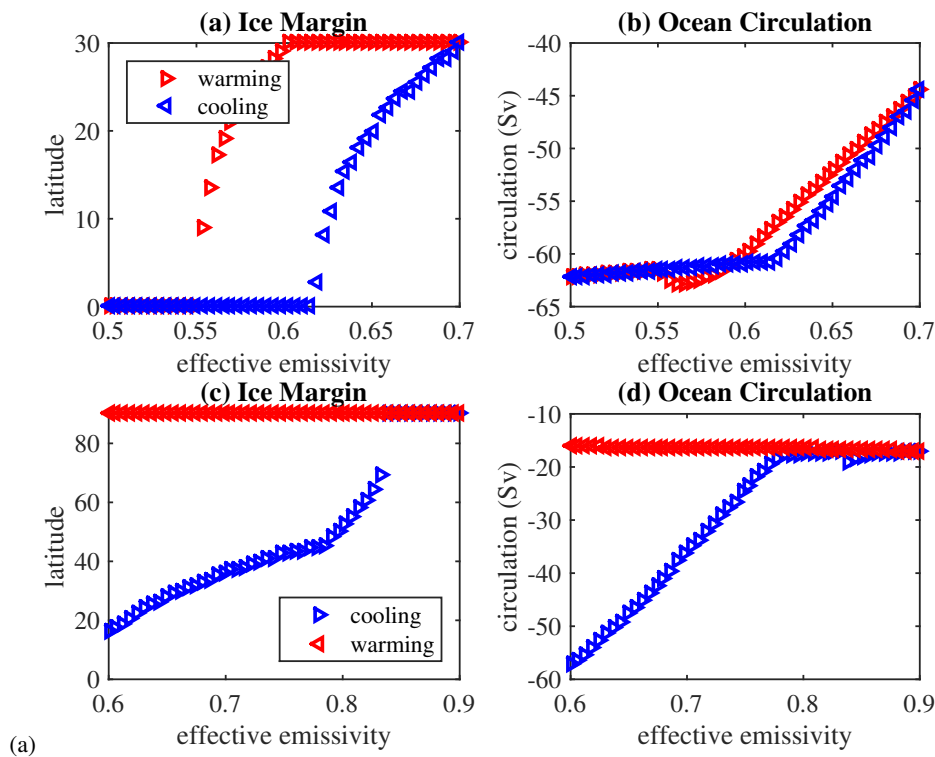 (a) Ice Margin
30
20
10
0
latitude
warming
cooling
0.5 0.55 0.6 0.65 0.7
effective emissivity
(b) Ocean Circulation
-40
-45
-50
-55
-60
-65
circulation (Sv)
0.5 0.55 0.6 0.65 0.7
effective emissivity
(c) Ice Margin
80
60
40
20
0
latitude
cooling
warming
0.6 0.7 0.8 0.9
effective emissivity
(d) Ocean Circulation
-10
-20
-30
-40
-50
-60
circulation (Sv)
0.6 0.7 0.8 0.9
effective emissivity
(a)